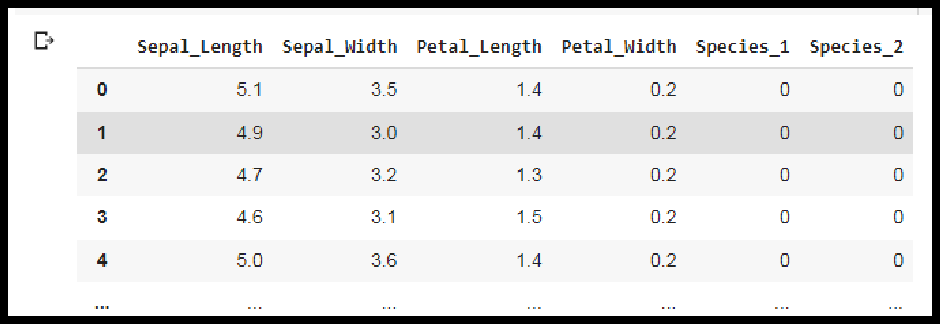 Sepal_Length Sepal_Width Petal_Length Petal_Width Species_1 Species_2
0 5.1 3.5 1.4 0.2 0 0
1 4.9 3.0 1.4 0.2 0 0
2 4.7 3.2 1.3 0.2 0 0
3 4.6 3.1 1.5 0.2 0 0
4 5.0 3.6 1.4 0.2 0 0
... ... ... ... ... ... ...